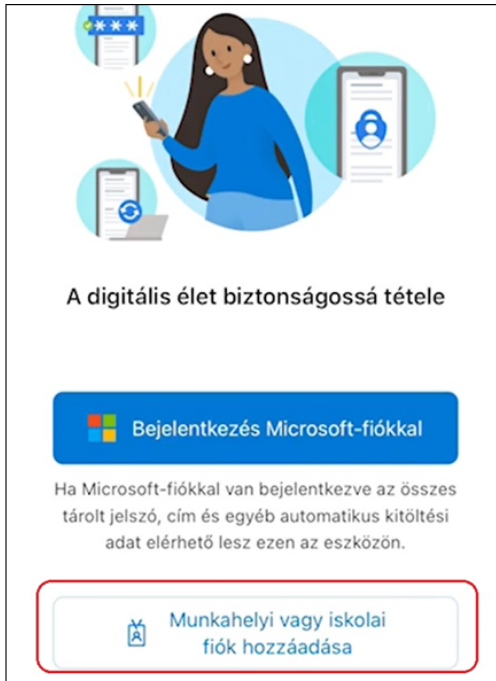 ****
A digitális élet biztonságossá tétele
Bejelentkezés Microsoft-fiókkal
Ha Microsoft-fiókkal van bejelentkezve az összes
tárolt jelszó, cím és egyéb automatikus kitöltési
adat elérhető lesz ezen az eszközön.
Munkahelyi vagy iskolai
fiók hozzáadása